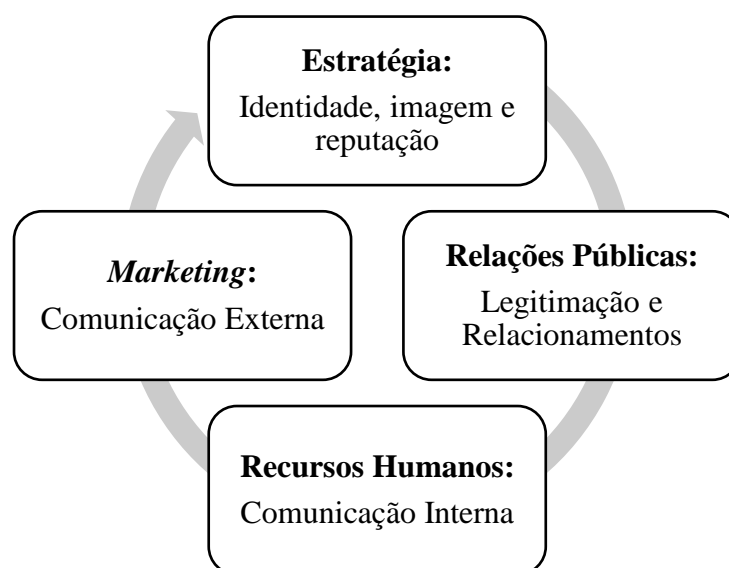 Estratégia:
Identidade, imagem e
reputação
Marketing:
Comunicação Externa
Relações Públicas:
Legitimação e
Relacionamentos
Recursos Humanos:
Comunicação Interna